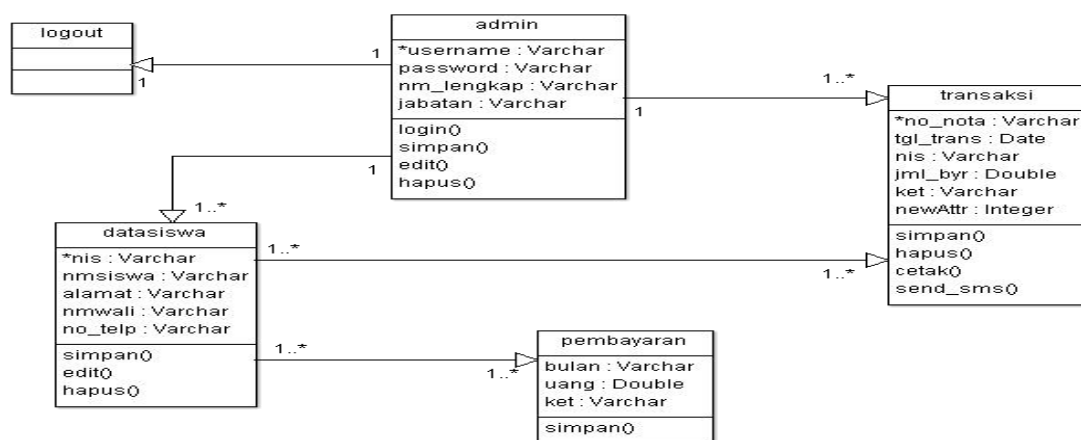 logout
1
admin
*username : Varchar
password : Varchar
nm_lengkap : Varchar
jabatan : Varchar
login()
simpan()
edit()
hapus()
1
1
1
1..*
transaksi
*no_nota : Varchar
tgl_trans : Date
nis : Varchar
jml_byr : Double
ket : Varchar
newAttr : Integer
simpan()
hapus()
cetak()
send_sms()
1..*
datasiswa
*nis : Varchar
nmsiswa : Varchar
alamat : Varchar
nmwali : Varchar
no_telp : Varchar
simpan()
edit()
hapus()
1..*
1..*
1..*
1..*
pembayaran
bulan : Varchar
uang : Double
ket : Varchar
simpan()